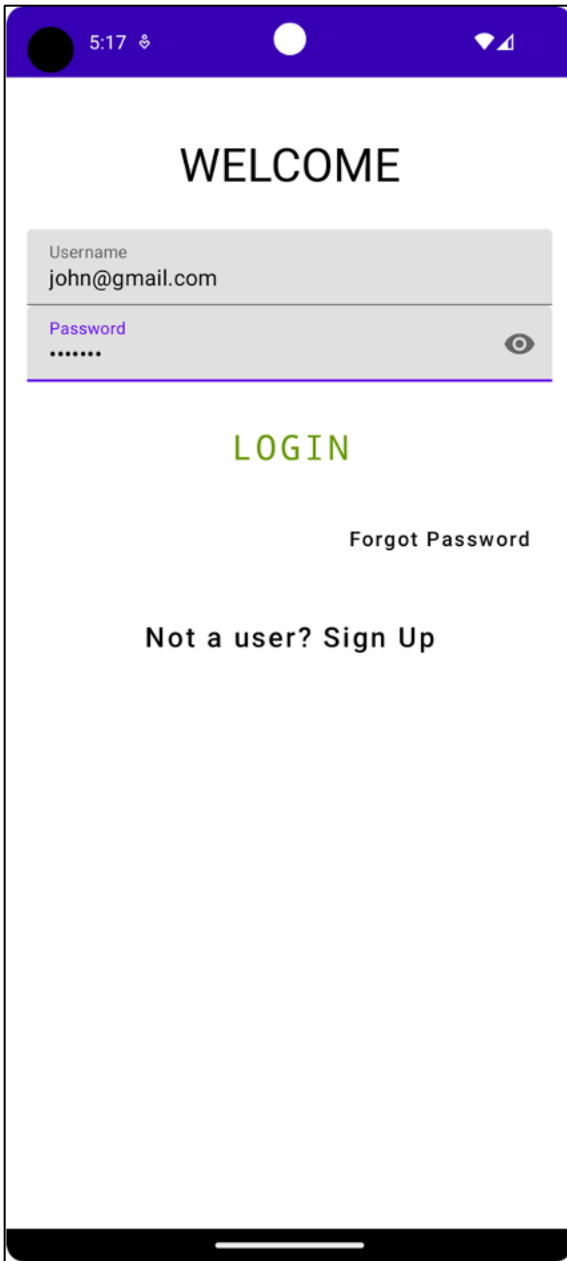 5:17
WELCOME
Username
john@gmail.com
Password
•••••••
LOGIN
Forgot Password
Not a user? Sign Up